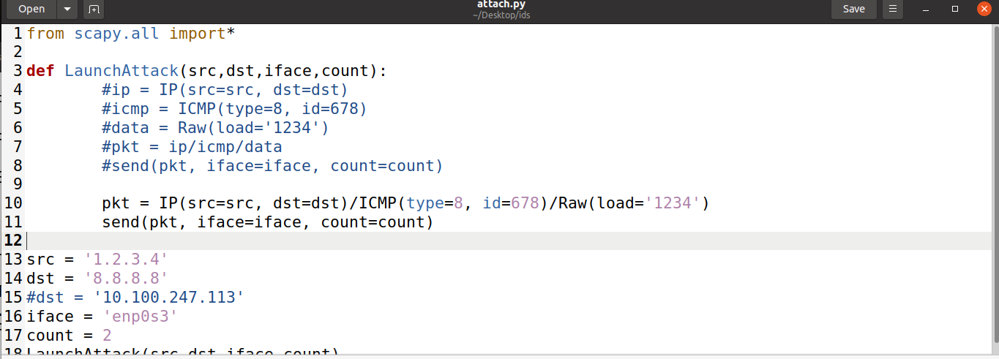 Open
attach.py
~/Desktop/ids
Save
1 from scapy.all import*
2
3 def LaunchAttack(src,dst,iface,count):
4 #ip = IP(src=src, dst=dst)
5 #icmp = ICMP(type=8, id=678)
6 #data = Raw(load='1234')
7 #pkt = ip/icmp/data
8 #send(pkt, iface=iface, count=count)
9
10 pkt = IP(src=src, dst=dst)/ICMP(type=8, id=678)/Raw(load='1234')
11 send(pkt, iface=iface, count=count)
12
13 src = '1.2.3.4'
14 dst = '8.8.8.8'
15 #dst = '10.100.247.113'
16 iface = 'enp0s3'
17 count = 2
18 LaunchAttack(src,dst,iface,count)